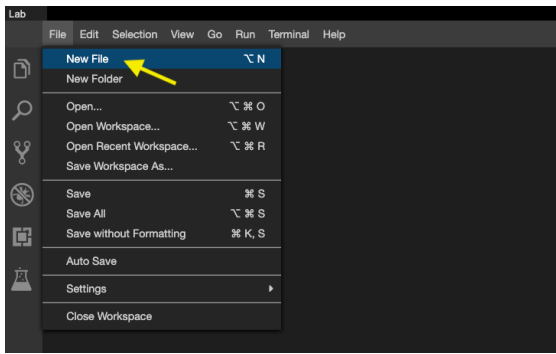 Lab
File Edit Selection View Go Run Terminal Help
New File ⌥ N
New Folder
Open... ⌥ ⌘ O
Open Workspace... ⌥ ⌘ W
Open Recent Workspace... ⌥ ⌘ R
Save Workspace As...
Save ⌘ S
Save All ⌥ ⌘ S
Save without Formatting ⌘ K, S
Auto Save
Settings
Close Workspace